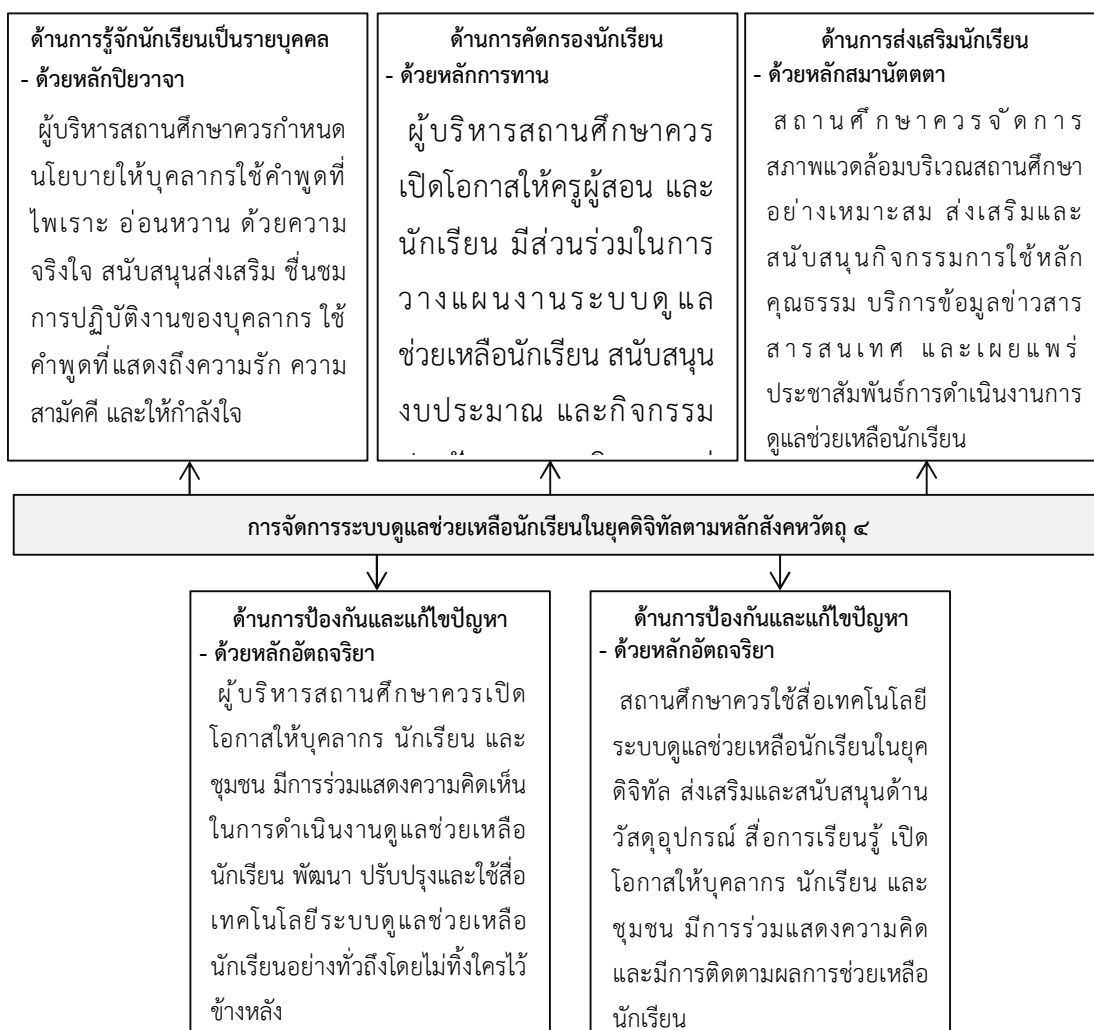 ด้านการรู้จักนักเรียนเป็นรายบุคคล
- ด้วยหลักปิยวาจา
ผู้บริหารสถานศึกษาควรกำหนด
นโยบายให้บุคลากรใช้คำพูดที่
ไพเราะ อ่อนหวาน ด้วยความ
จริงใจ สนับสนุนส่งเสริม ชื่นชม
การปฏิบัติงานของบุคลากร ใช้
คำพูดที่แสดงถึงความรัก ความ
สามัคคี และให้กำลังใจ
ด้านการคัดกรองนักเรียน
- ด้วยหลักการทาน
ผู้บริหารสถานศึกษาควร
เปิดโอกาสให้ครูผู้สอน และ
นักเรียน มีส่วนร่วมในการ
วางแผนงานระบบดูแล
ช่วยเหลือนักเรียน สนับสนุน
งบประมาณ และกิจกรรม
ด้านการส่งเสริมนักเรียน
- ด้วยหลักสมานัตตตา
สถานศึกษาควรจัดการ
สภาพแวดล้อมบริเวณสถานศึกษา
อย่างเหมาะสม ส่งเสริมและ
สนับสนุนกิจกรรมการใช้หลัก
คุณธรรม บริการข้อมูลข่าวสาร
สารสนเทศ และเผยแพร่
ประชาสัมพันธ์การดำเนินงานการ
ดูแลช่วยเหลือนักเรียน
การจัดการระบบดูแลช่วยเหลือนักเรียนในยุคดิจิทัลตามหลักสังคหวัตถุ ๔
ด้านการป้องกันและแก้ไขปัญหา
- ด้วยหลักอัตถจริยา
ผู้บริหารสถานศึกษาควรเปิด
โอกาสให้บุคลากร นักเรียน และ
ชุมชน มีการร่วมแสดงความคิดเห็น
ในการดำเนินงานดูแลช่วยเหลือ
นักเรียน พัฒนา ปรับปรุงและใช้สื่อ
เทคโนโลยีระบบดูแลช่วยเหลือ
นักเรียนอย่างทั่วถึงโดยไม่ทิ้งใครไว้
ข้างหลัง
ด้านการป้องกันและแก้ไขปัญหา
- ด้วยหลักอัตถจริยา
สถานศึกษาควรใช้สื่อเทคโนโลยี
ระบบดูแลช่วยเหลือนักเรียนในยุค
ดิจิทัล ส่งเสริมและสนับสนุนด้าน
วัสดุอุปกรณ์ สื่อการเรียนรู้ เปิด
โอกาสให้บุคลากร นักเรียน และ
ชุมชน มีการร่วมแสดงความคิด
และมีการติดตามผลการช่วยเหลือ
นักเรียน